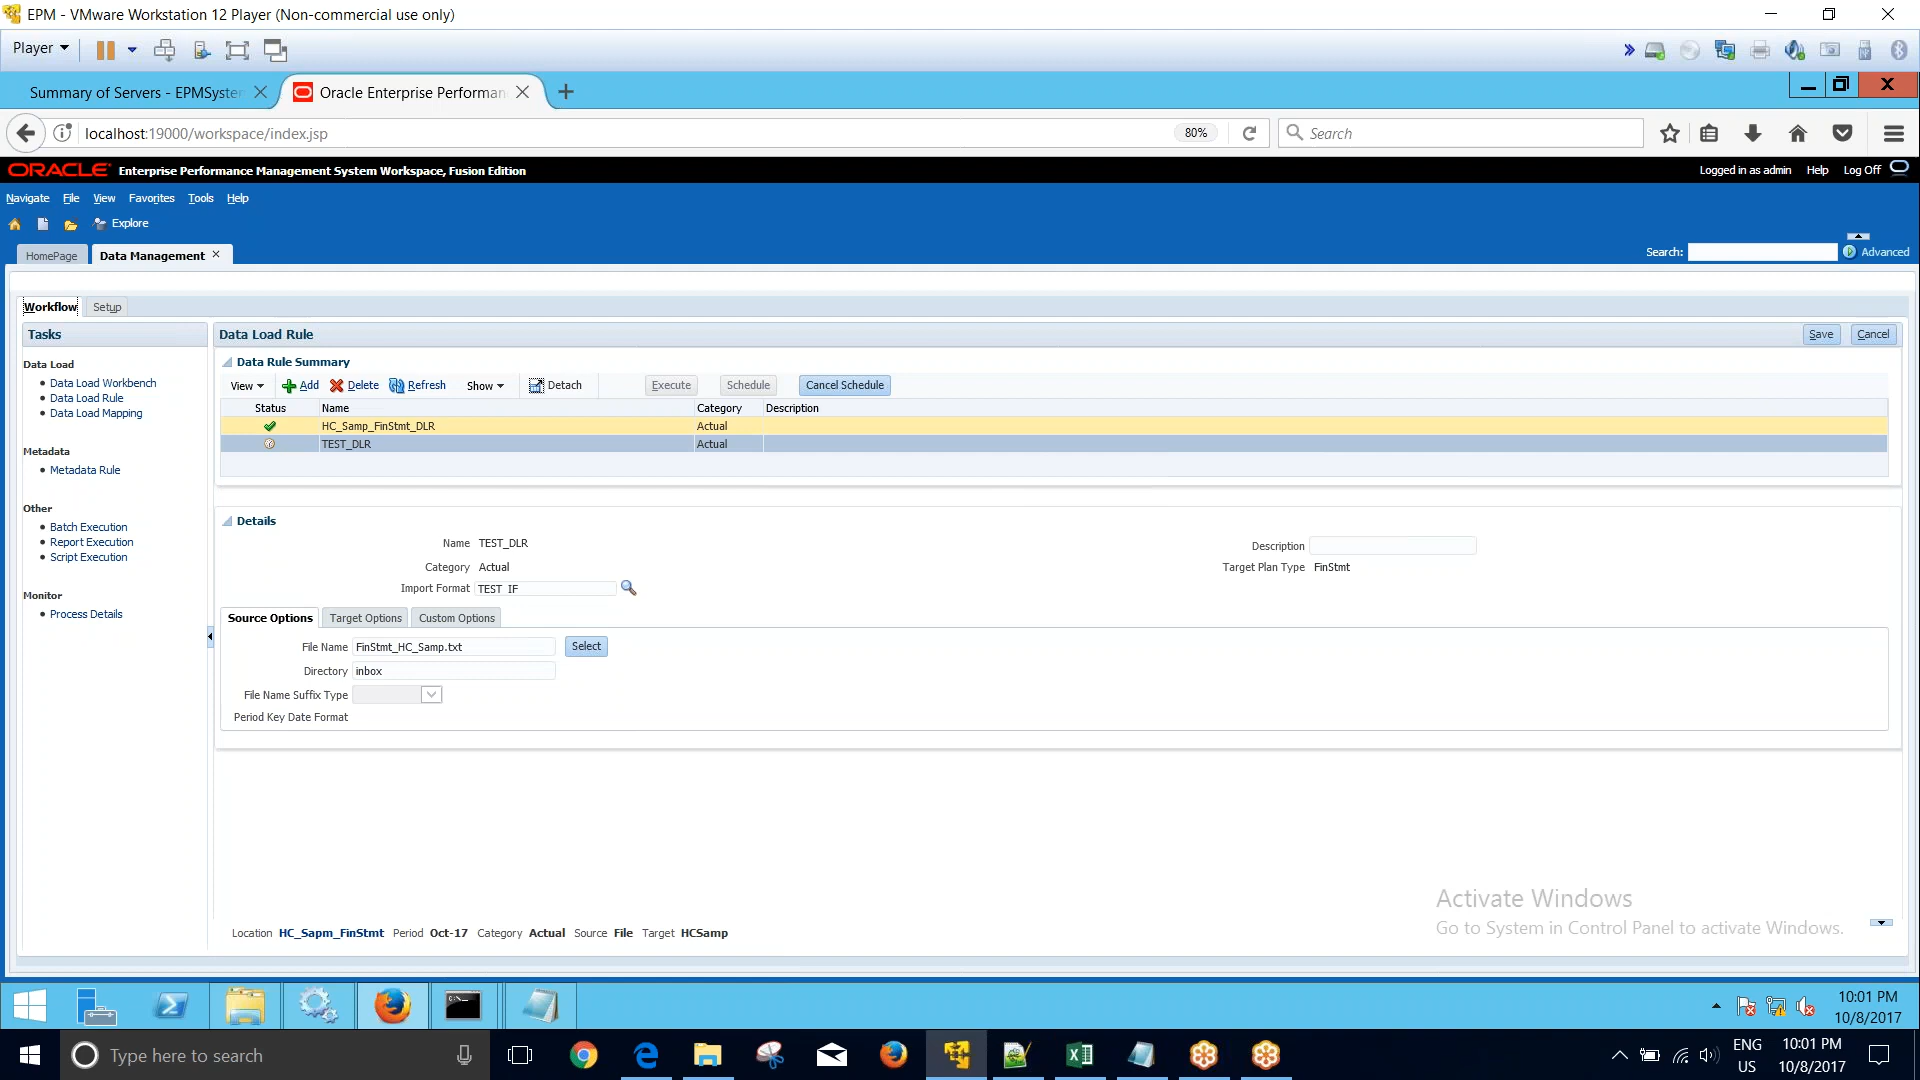 EPM - VMware Workstation 12 Player (Non-commercial use only)
Player
Summary of Servers - EPMSyster
Oracle Enterprise Performan
localhost:19000/workspace/index.jsp
80%
Search
ORACLE Enterprise Performance Management System Workspace, Fusion Edition
Logged in as admin Help Log Off
Navigate File View Favorites Tools Help
Explore
HomePage Data Management
Search: Advanced
Workflow Setup
Tasks
Data Load
Data Load Workbench
Data Load Rule
Data Load Mapping
Metadata
Metadata Rule
Other
Batch Execution
Report Execution
Script Execution
Monitor
Process Details
Data Load Rule
Save Cancel
Data Rule Summary
View Add Delete Refresh Show Detach Execute Schedule Cancel Schedule
Status Name Category Description
HC_Samp_FinStmt_DLR Actual
TEST_DLR Actual
Details
Name TEST_DLR
Description
Category Actual
Target Plan Type FinStmt
Import Format TEST IF
Source Options Target Options Custom Options
File Name FinStmt_HC_Samp.txt Select
Directory inbox
File Name Suffix Type
Period Key Date Format
Activate Windows
Go to System in Control Panel to activate Windows.
Location HC_Sapm_FinStmt Period Oct-17 Category Actual Source File Target HCSamp
10:01 PM
10/8/2017
Type here to search
ENG
US
10:01 PM
10/8/2017